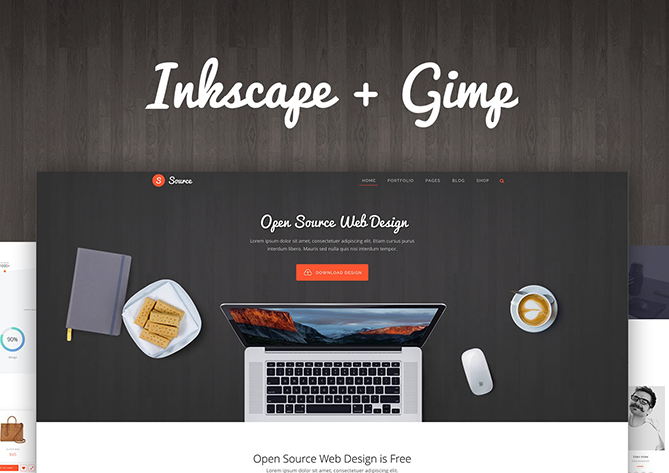 Inkscape + Gimp
S Source
HOME PORTFOLIO PAGES BLOG SHOP
Open Source Web Design
Lorem ipsum dolor sit amet, consectetuer adipiscing elit. Etiam cursus purus
interdum libero. Mauris sed nulla quis nisi interdum tempor.
DOWNLOAD DESIGN
90%
Open Source Web Design is Free
Lorem ipsum dolor sit amet, consectetuer adipiscing elit.